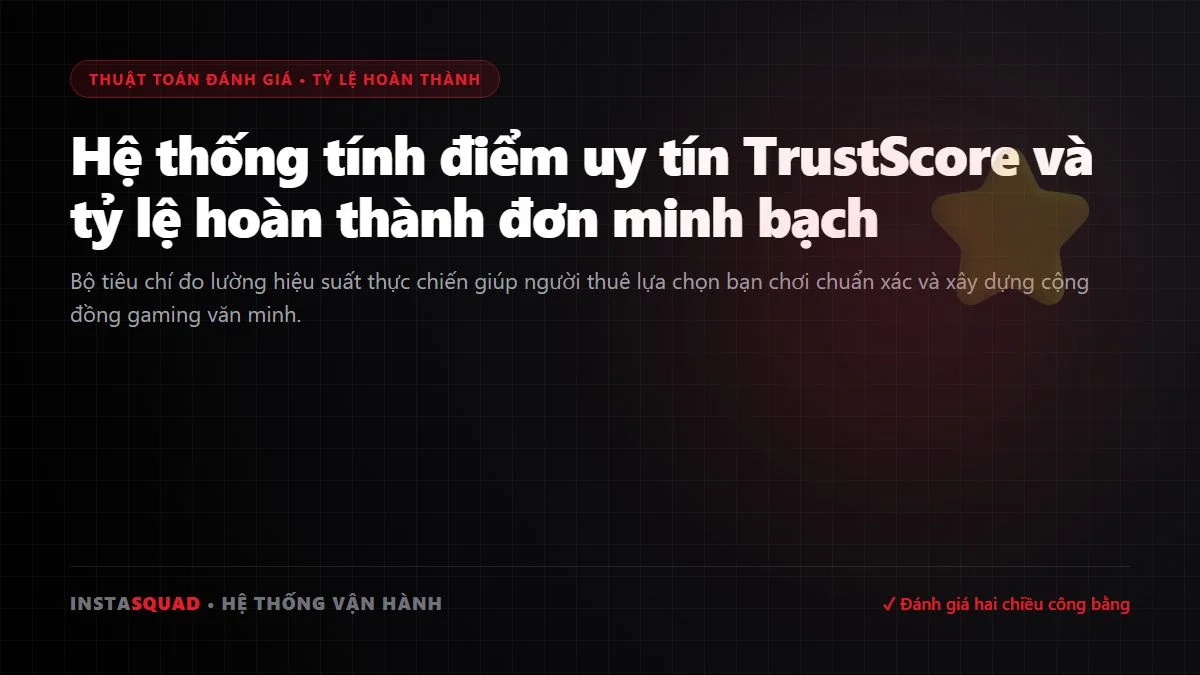 THUẬT TOÁN ĐÁNH GIÁ • TỶ LỆ HOÀN THÀNH
Hệ thống tính điểm uy tín TrustScore và
tỷ lệ hoàn thành đơn minh bạch
Bộ tiêu chí đo lường hiệu suất thực chiến giúp người thuê lựa chọn bạn chơi chuẩn xác và xây dựng cộng
đồng gaming văn minh.
INSTASQUAD • HỆ THỐNG VẬN HÀNH
✓ Đánh giá hai chiều công bằng